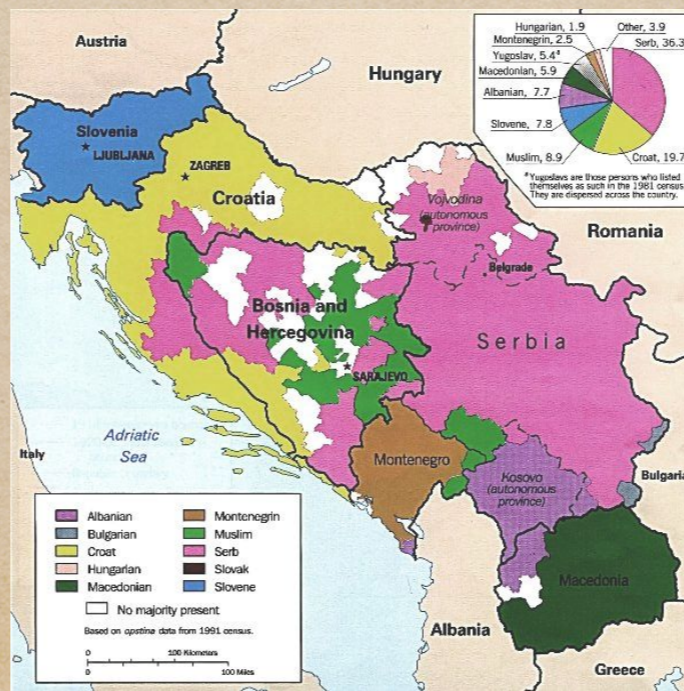 Austria
Hungary
Hungarian, 1.9
Other, 3.9
Montenegrin, 2.5
Serb, 36.3
Yugoslav, 5.4ª
Macedonian, 5.9
Albanian, 7.7
Slovene, 7.8
Muslim, 8.9
Croat, 19.7
ªYugoslavs are those persons who listed
themselves as such in the 1981 census.
They are dispersed across the country.
Slovenia
LJUBLJANA
ZAGREB
Croatia
Vojvodina
(autonomous
province)
Romania
Belgrade
Bosnia and
Hercegovina
Serbia
SARAJEVO
Adriatic
Sea
Italy
Montenegro
Kosovo
(autonomous
province)
Bulgaria
Macedonia
Albania
Greece
Albanian
Bulgarian
Croat
Hungarian
Macedonian
Montenegrin
Muslim
Serb
Slovak
Slovene
No majority present
Based on opstina data from 1991 census.
0 100 Kilometers
0 100 Miles